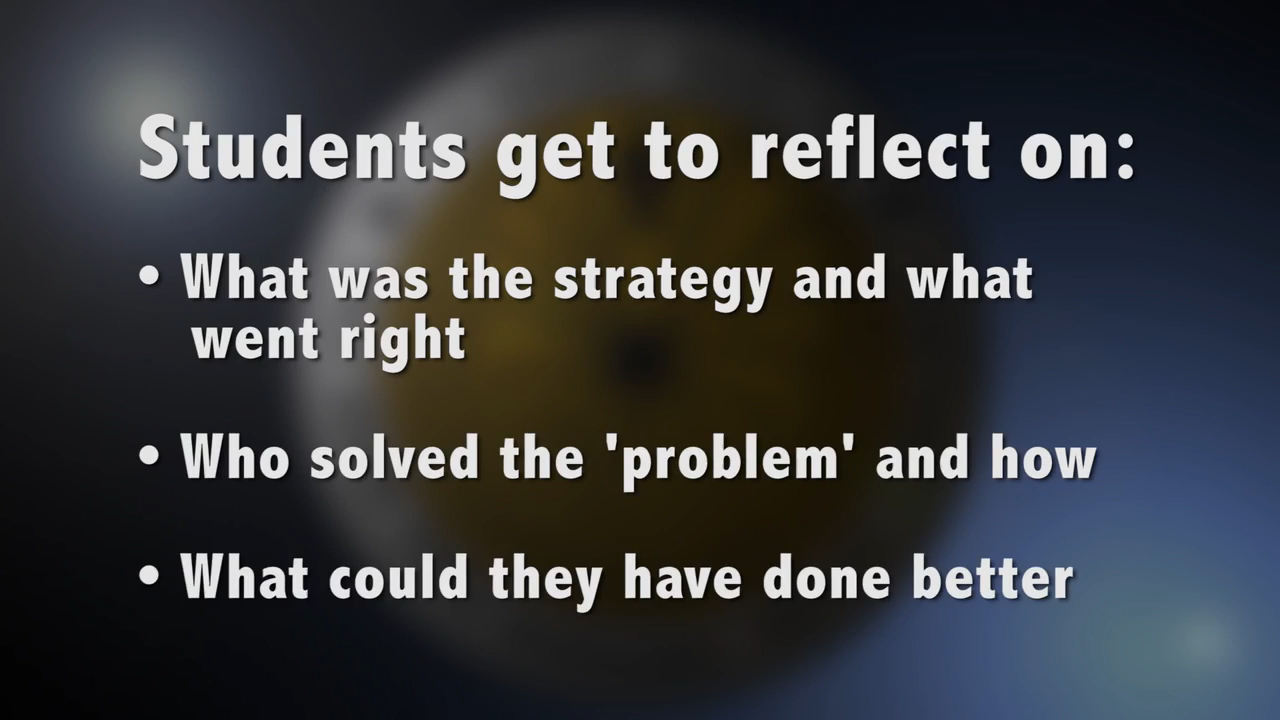 Students get to reflect on:
• What was the strategy and what
went right
• Who solved the 'problem' and how
• What could they have done better